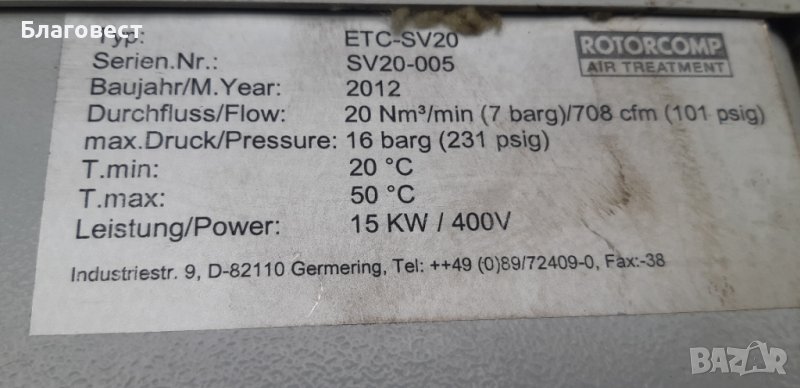 Благовест
Typ: ETC-SV20
ROTORCOMP
AIR TREATMENT
Serien.Nr.: SV20-005
Baujahr/M.Year: 2012
Durchfluss/Flow: 20 Nm³/min (7 barg)/708 cfm (101 psig)
max.Druck/Pressure: 16 barg (231 psig)
T.min: 20 °C
T.max: 50 °C
Leistung/Power: 15 KW / 400V
Industriestr. 9, D-82110 Germering, Tel: ++49 (0)89/72409-0, Fax:-38
BAZAR